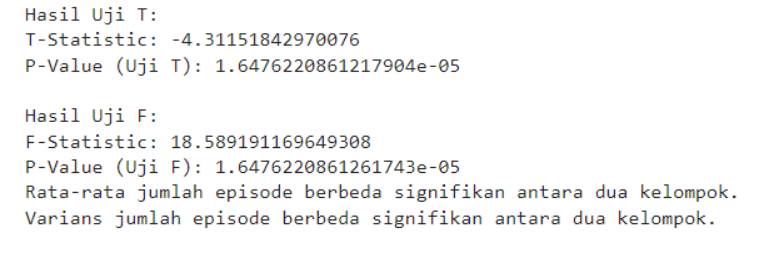 Hasil Uji T:
T-Statistic: -4.31151842970076
P-Value (Uji T): 1.6476220861217904e-05
Hasil Uji F:
F-Statistic: 18.589191169649308
P-Value (Uji F): 1.6476220861261743e-05
Rata-rata jumlah episode berbeda signifikan antara dua kelompok.
Varians jumlah episode berbeda signifikan antara dua kelompok.